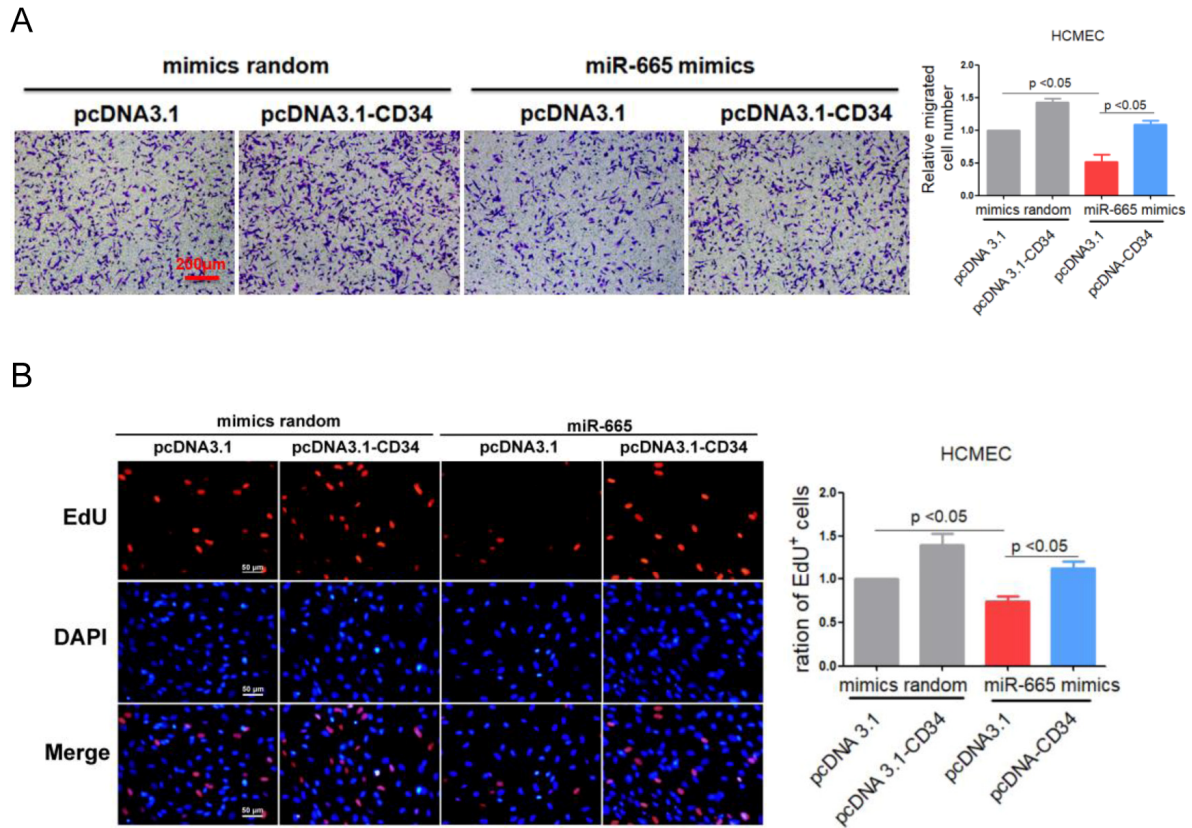 A
mimics random
miR-665 mimics
pcDNA3.1
pcDNA3.1-CD34
pcDNA3.1
pcDNA3.1-CD34
200µm
HCMEC
Relative migrated
cell number
2.0
1.5
1.0
0.5
0.0
p <0.05
p <0.05
mimics random
miR-665 mimics
pcDNA3.1
pcDNA 3.1-CD34
pcDNA3.1
pcDNA-CD34
B
mimics random
miR-665
pcDNA3.1
pcDNA3.1-CD34
pcDNA3.1
pcDNA3.1-CD34
EdU
50 µm
DAPI
50 µm
Merge
50 µm
HCMEC
ration of EdU+ cells
2.0
1.5
1.0
0.5
0.0
p <0.05
p <0.05
mimics random
miR-665 mimics
pcDNA 3.1
pcDNA 3.1-CD34
pcDNA3.1
pcDNA-CD34